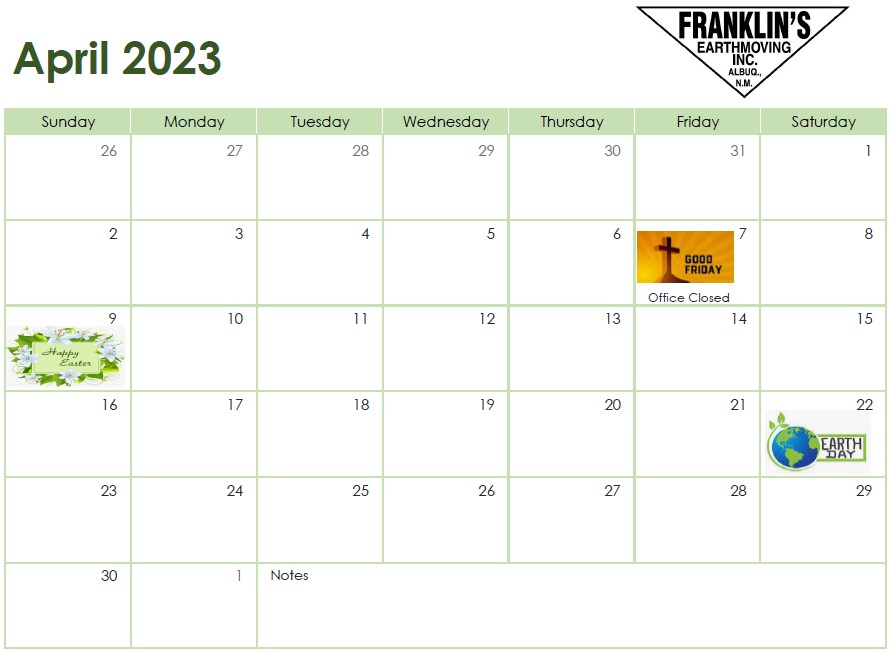 FRANKLIN'S
EARTHMOVING
INC.
ALBUQ.,
N.M.
April 2023
Sunday Monday Tuesday Wednesday Thursday Friday Saturday
26 27 28 29 30 31 1
2 3 4 5 6 7 8
GOOD
FRIDAY
Office Closed
9 10 11 12 13 14 15
Happy
Easter
16 17 18 19 20 21 22
EARTH
DAY
23 24 25 26 27 28 29
30 1 Notes